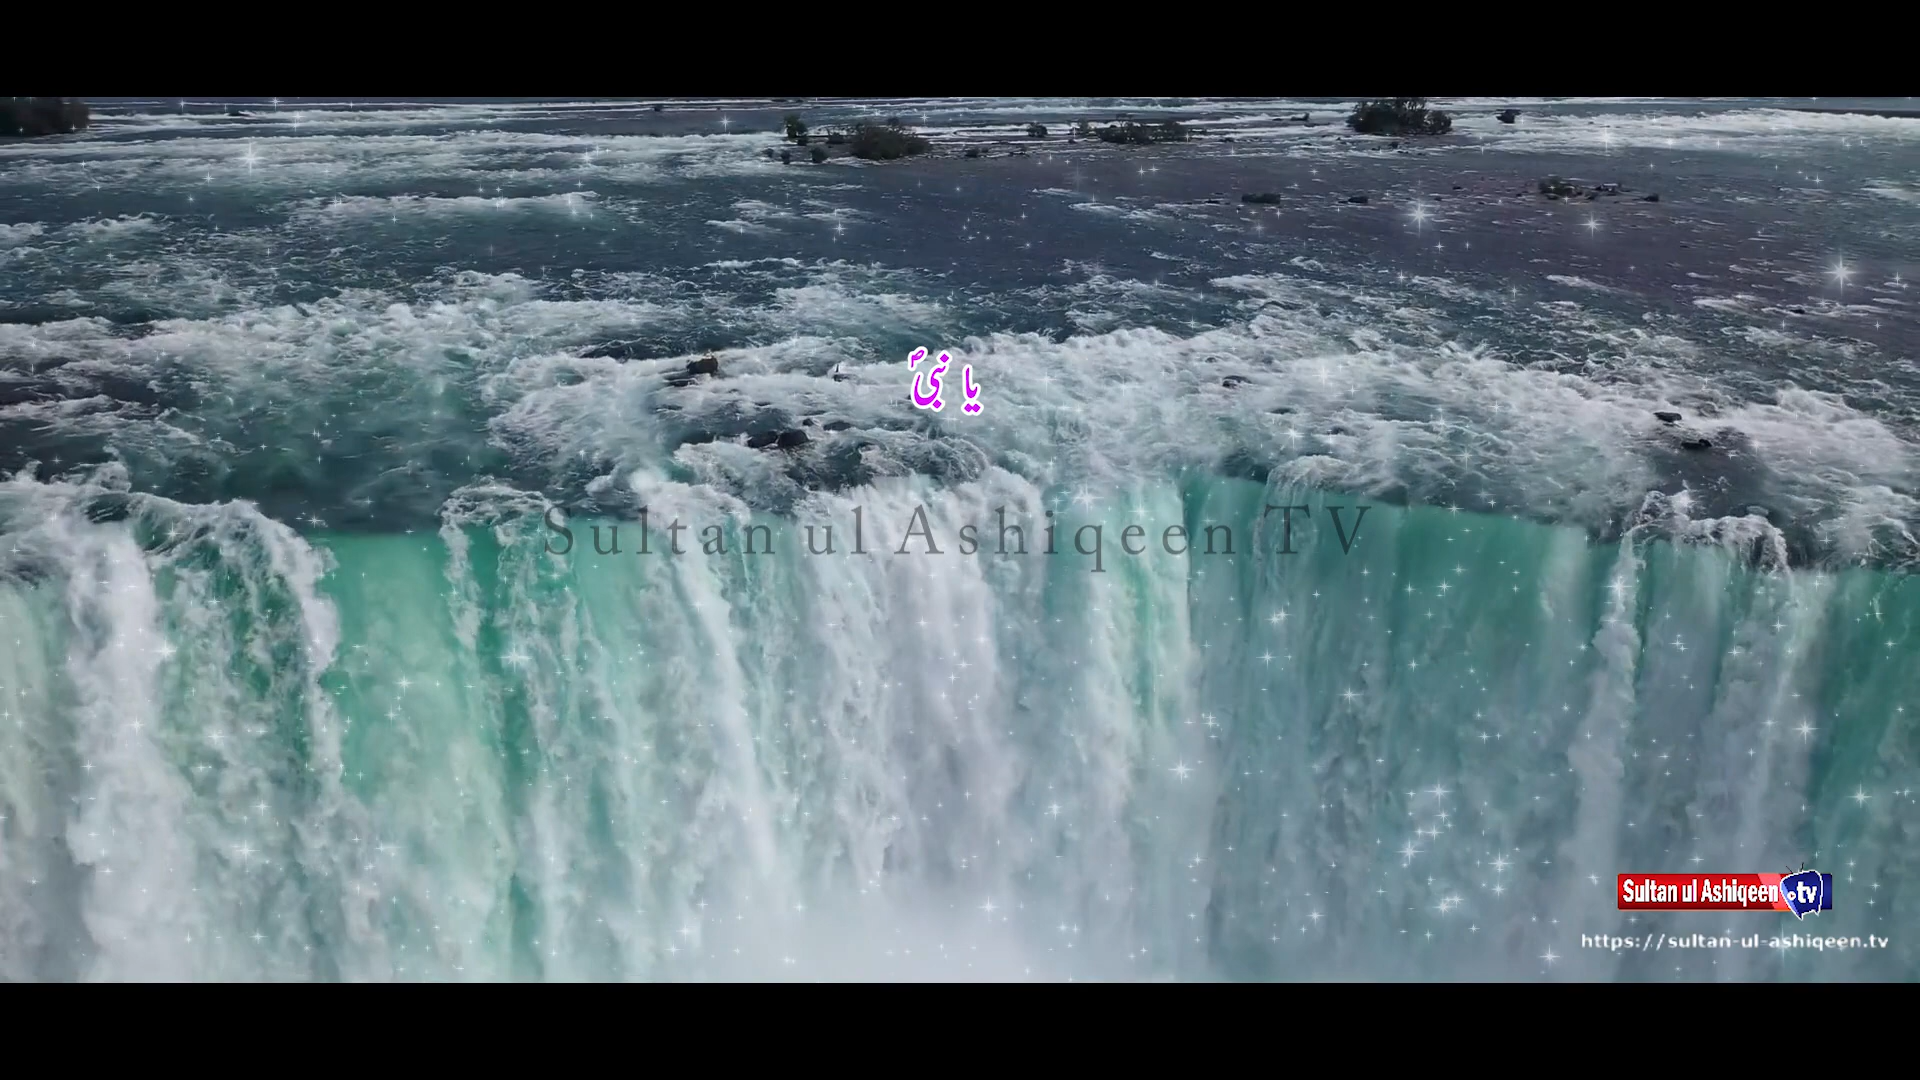 یا نبیؐ
Sultan ul Ashiqeen TV
Sultan ul Ashiqeen .tv
https://sultan-ul-ashiqeen.tv